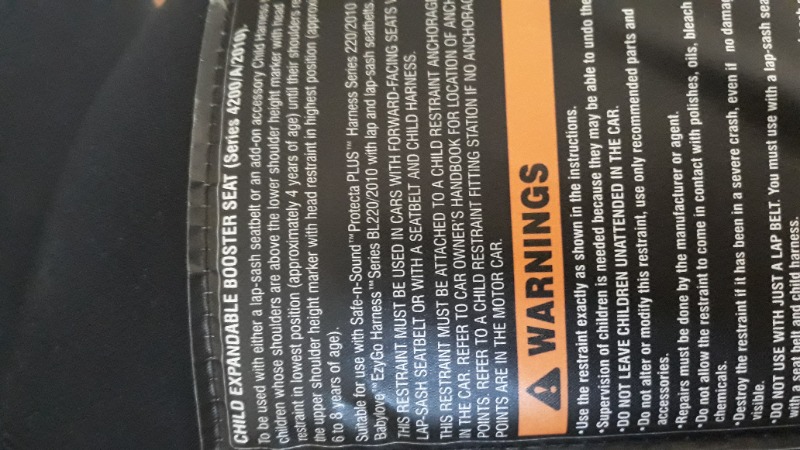 CHILD EXPANDABLE BOOSTER SEAT (Series 4200/A/2010).
To be used with either a lap-sash seatbelt or an add-on accessory Child Harness
children whose shoulders are above the lower shoulder height marker with head
restraint in lowest position (approximately 4 years of age) until their shoulders
the upper shoulder height marker with head restraint in highest position
6 to 8 years of age).
Suitable for use with Safe-n-Sound™Protecta PLUS™ Harness Series 220/2010
Babylove™EzyGo Harness™Series BL220/2010 with lap and lap-sash seatbelts.
THIS RESTRAINT MUST BE USED IN CARS WITH FORWARD-FACING SEATS
LAP-SASH SEATBELT OR WITH A SEATBELT AND CHILD HARNESS.
THIS RESTRAINT MUST BE ATTACHED TO A CHILD RESTRAINT
IN THE CAR. REFER TO CAR OWNER'S HANDBOOK FOR LOCATION OF
POINTS. REFER TO A CHILD RESTRAINT FITTING STATION IF NO
POINTS ARE IN THE MOTOR CAR.
WARNINGS
•Use the restraint exactly as shown in the instructions.
•Supervision of children is needed because they may be able to undo the
•DO NOT LEAVE CHILDREN UNATTENDED IN THE CAR.
•Do not alter or modify this restraint, use only recommended parts and
accessories.
•Repairs must be done by the manufacturer or agent.
•Do not allow the restraint to come in contact with polishes, oils, bleach
chemicals.
•Destroy the restraint if it has been in a severe crash, even if no
visible.
•DO NOT USE WITH JUST A LAP BELT. You must use with a lap-sash
with a seat belt and child harness.